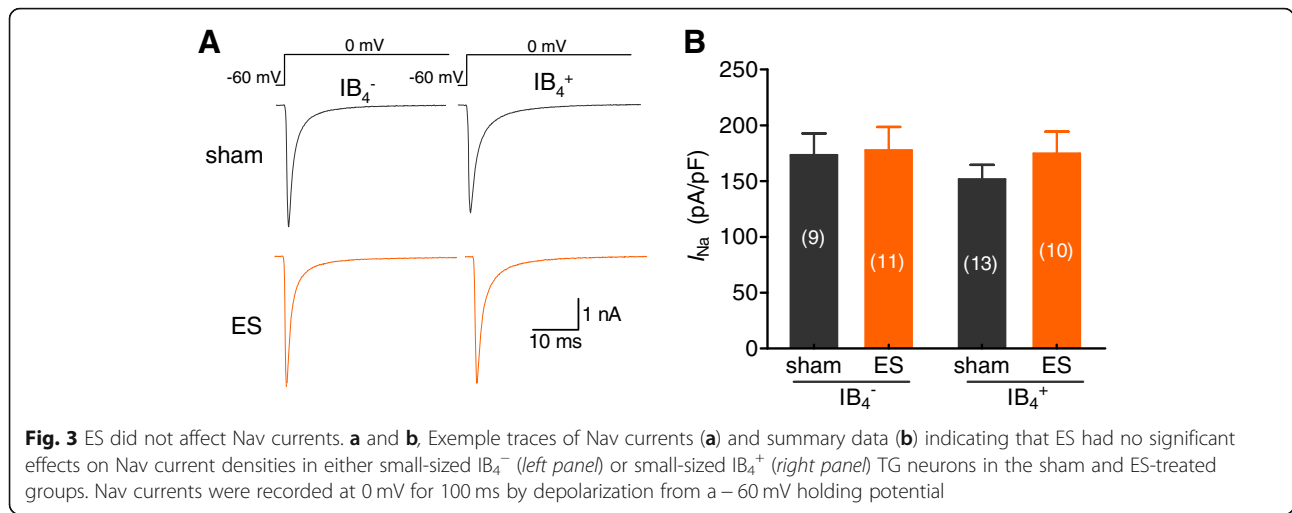 A
0 mV
0 mV
-60 mV
-60 mV
IB₄⁻
IB₄⁺
sham
ES
1 nA
10 ms
B
250
200
150
100
50
0
I_Na (pA/pF)
(9)
(11)
(13)
(10)
sham
ES
sham
ES
IB₄⁻
IB₄⁺
Fig. 3 ES did not affect Nav currents. a and b, Exemple traces of Nav currents (a) and summary data (b) indicating that ES had no significant
effects on Nav current densities in either small-sized IB₄⁻ (left panel) or small-sized IB₄⁺ (right panel) TG neurons in the sham and ES-treated
groups. Nav currents were recorded at 0 mV for 100 ms by depolarization from a – 60 mV holding potential